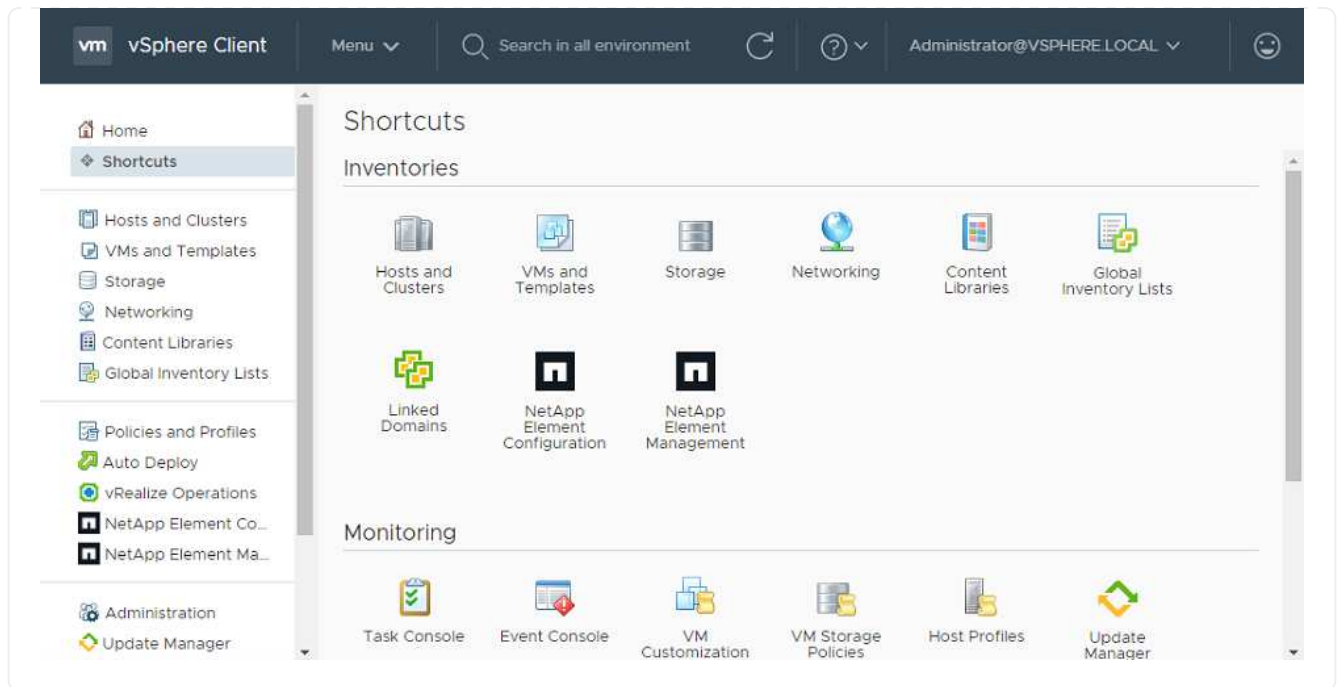 vm vSphere Client Menu Search in all environment Administrator@VSPHERE.LOCAL
Home
Shortcuts
Hosts and Clusters
VMs and Templates
Storage
Networking
Content Libraries
Global Inventory Lists
Policies and Profiles
Auto Deploy
vRealize Operations
NetApp Element Co...
NetApp Element Ma...
Administration
Update Manager
Shortcuts
Inventories
Hosts and
Clusters
VMs and
Templates
Storage
Networking
Content
Libraries
Global
Inventory Lists
Linked
Domains
NetApp
Element
Configuration
NetApp
Element
Management
Monitoring
Task Console
Event Console
VM
Customization
VM Storage
Policies
Host Profiles
Update
Manager